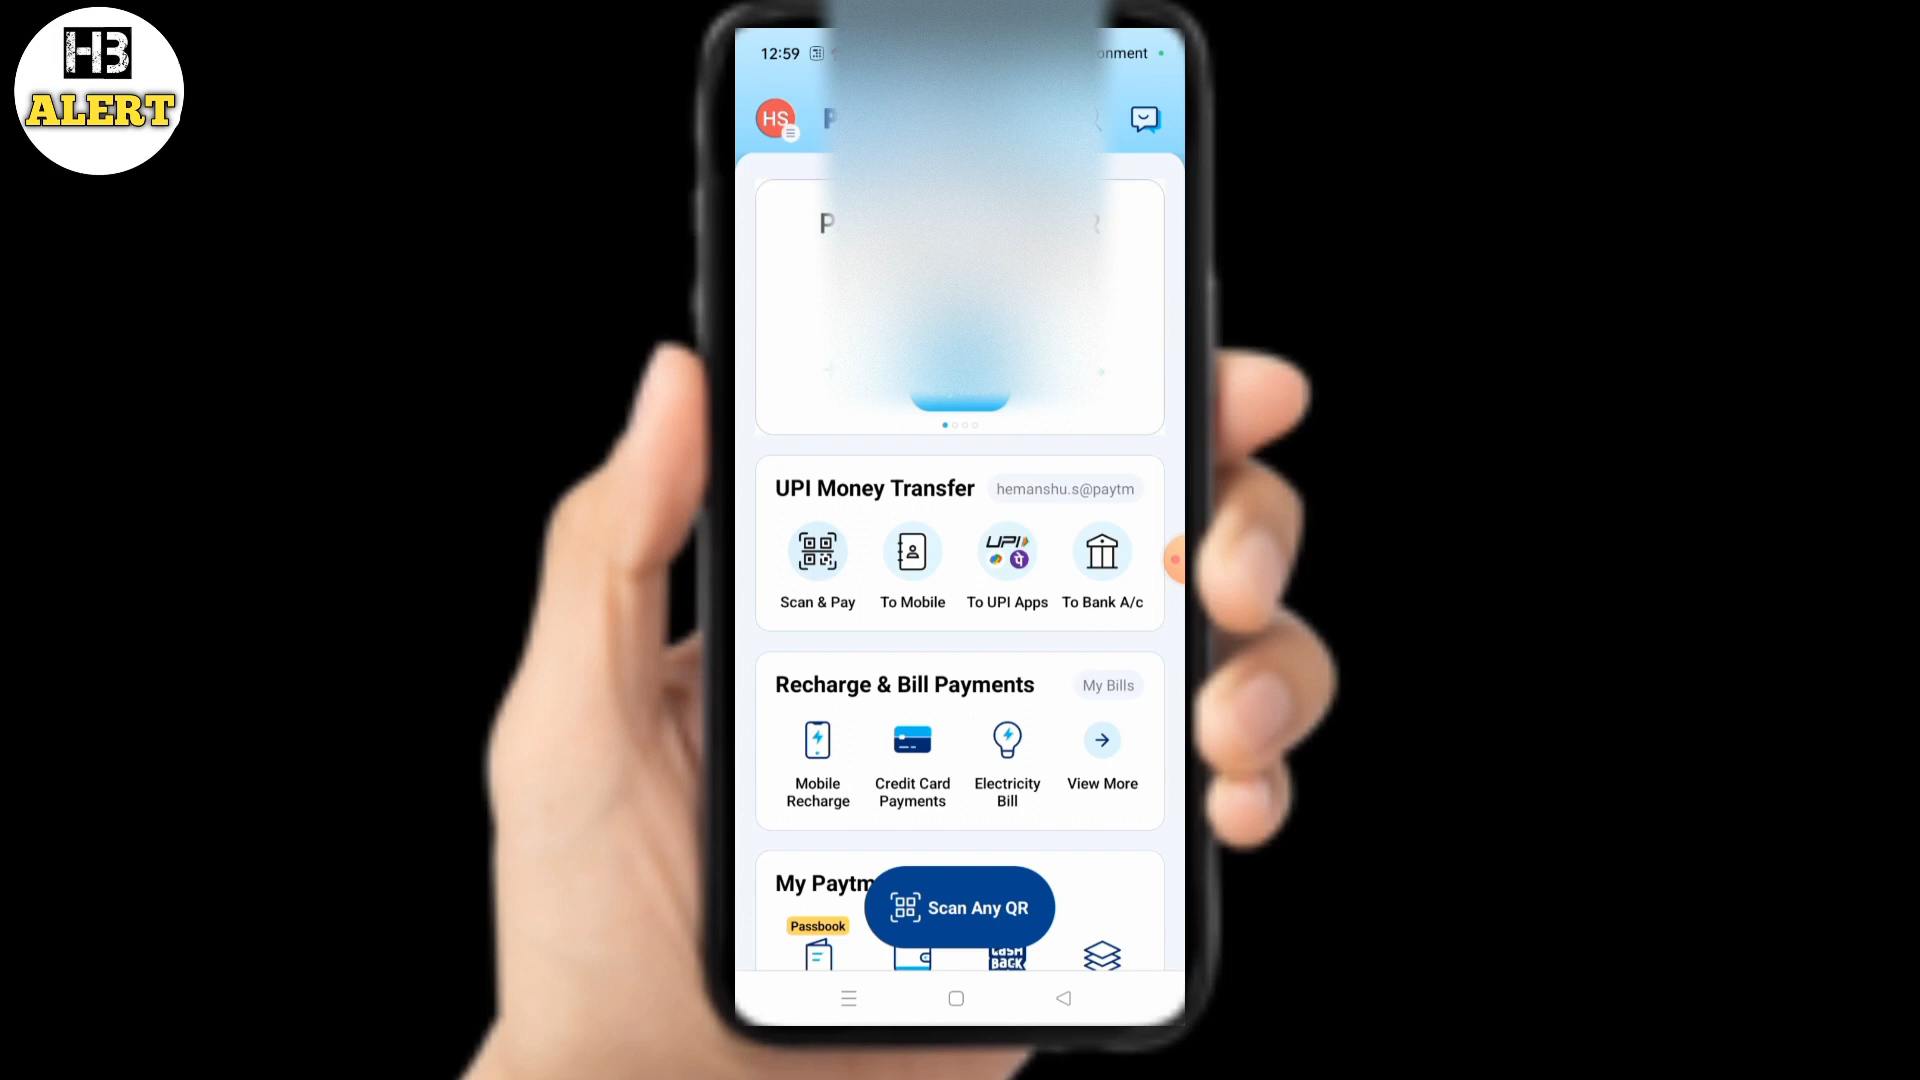 H3
ALERT
12:59
onment
HS
P
P
UPI Money Transfer
hemanshu.s@paytm
UPI
पे
Scan & Pay
To Mobile
To UPI Apps
To Bank A/c
Recharge & Bill Payments
My Bills
Mobile
Recharge
Credit Card
Payments
Electricity
Bill
View More
My Paytm
Scan Any QR
Passbook
CASH
BACK